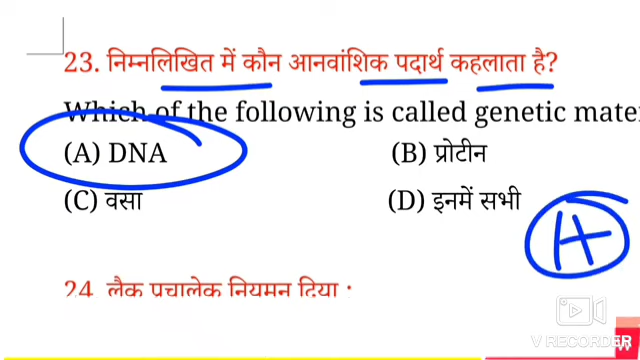 23. निम्नलिखित में कौन आनवांशिक पदार्थ कहलाता है?
Which of the following is called genetic mate
(A) DNA (B) प्रोटीन
(C) वसा (D) इनमें सभी
A
24 लैक प्रचालेक नियमन दिया :
V RECORDER
W